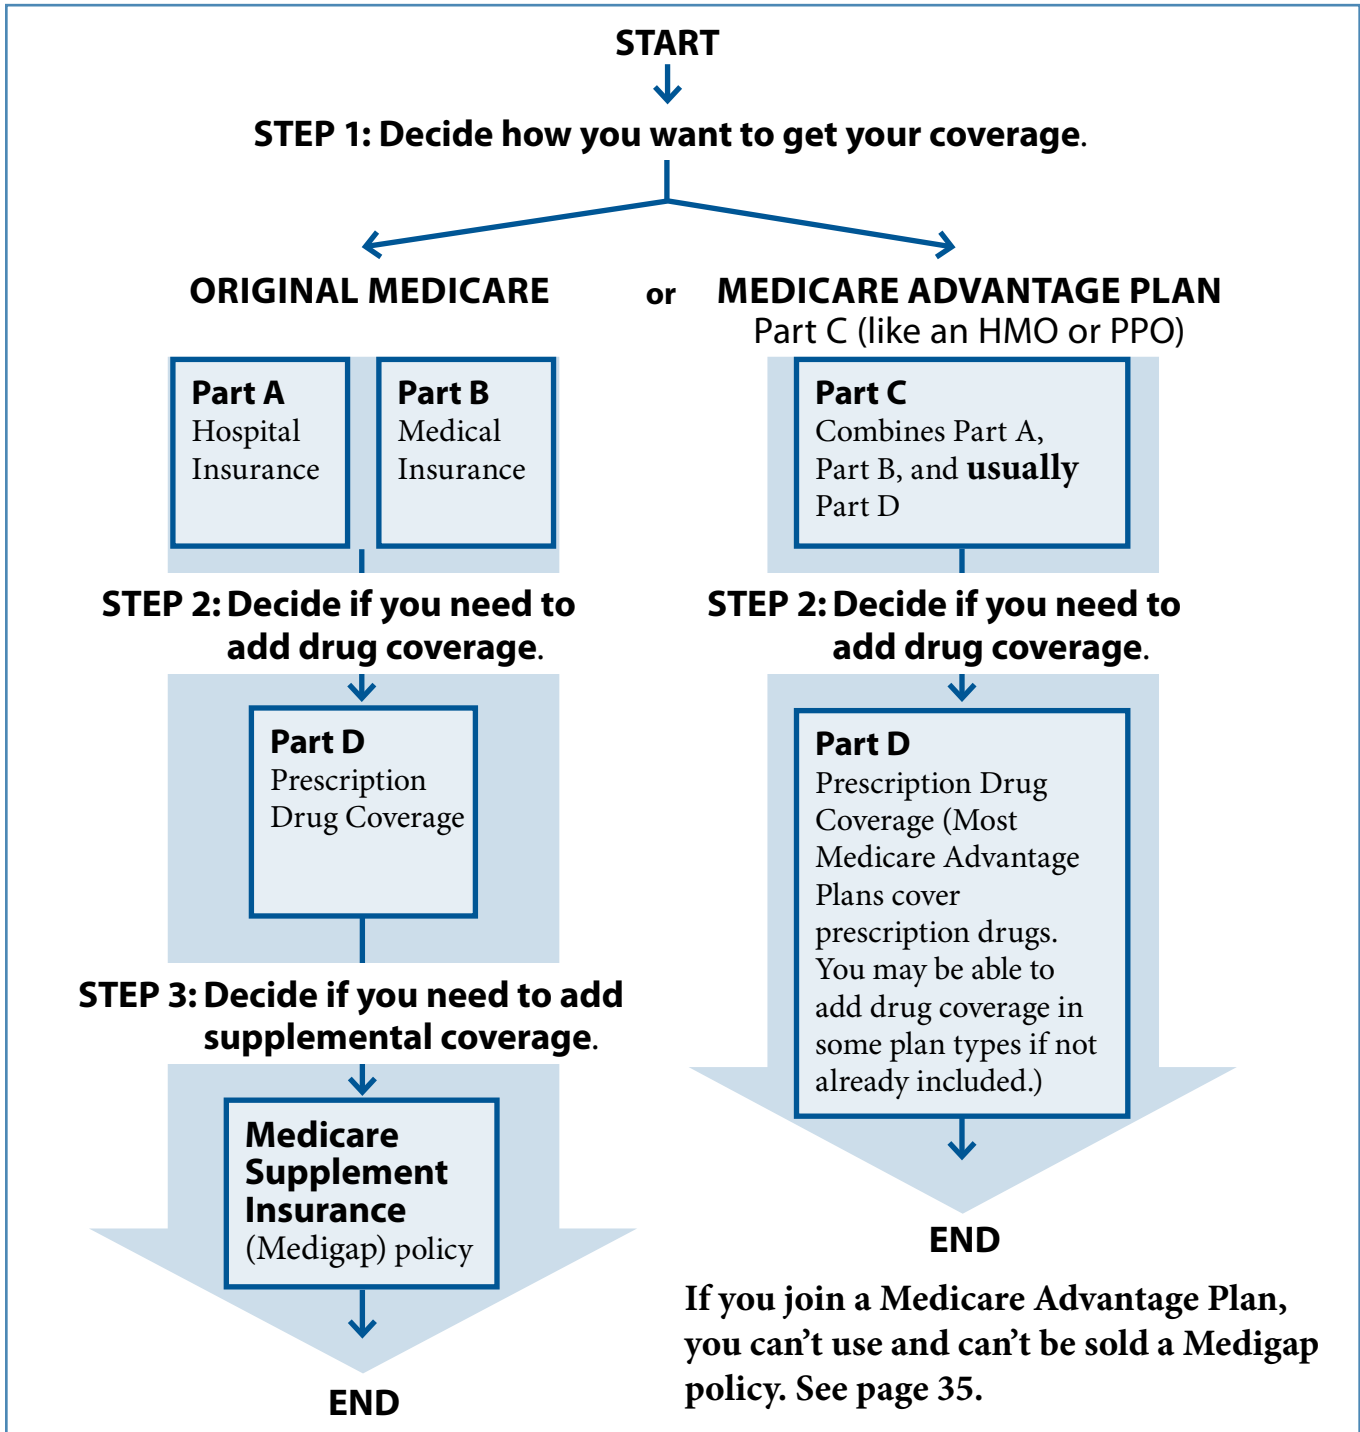 START
STEP 1: Decide how you want to get your coverage.
ORIGINAL MEDICARE
or
MEDICARE ADVANTAGE PLAN
Part C (like an HMO or PPO)
Part A
Hospital
Insurance
Part B
Medical
Insurance
Part C
Combines Part A,
Part B, and usually
Part D
STEP 2: Decide if you need to
add drug coverage.
Part D
Prescription
Drug Coverage
STEP 3: Decide if you need to add
supplemental coverage.
Medicare
Supplement
Insurance
(Medigap) policy
END
STEP 2: Decide if you need to
add drug coverage.
Part D
Prescription Drug
Coverage (Most
Medicare Advantage
Plans cover
prescription drugs.
You may be able to
add drug coverage in
some plan types if not
already included.)
END
If you join a Medicare Advantage Plan,
you can’t use and can’t be sold a Medigap
policy. See page 35.